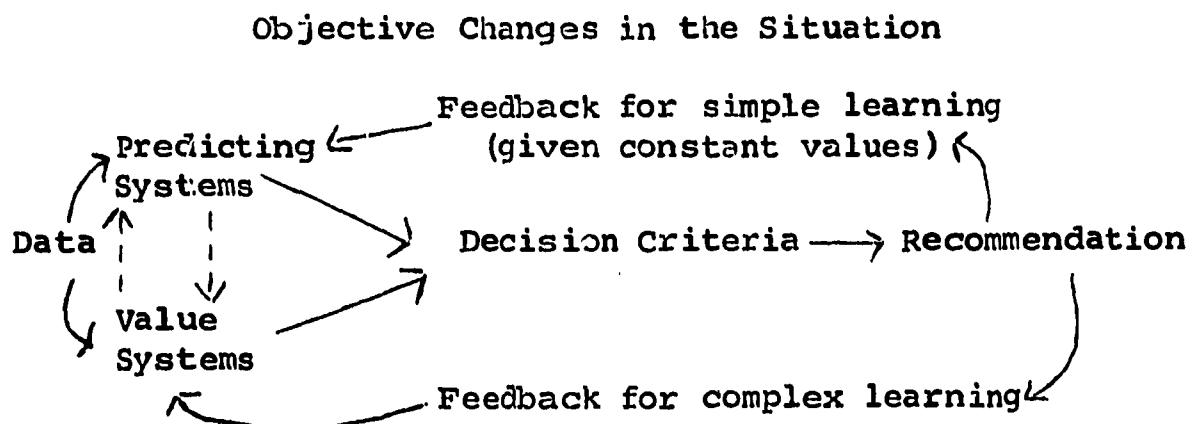 Objective Changes in the Situation
Feedback for simple learning
(given constant values)
Predicting
Systems
Data
Decision Criteria
Recommendation
Value
Systems
Feedback for complex learning